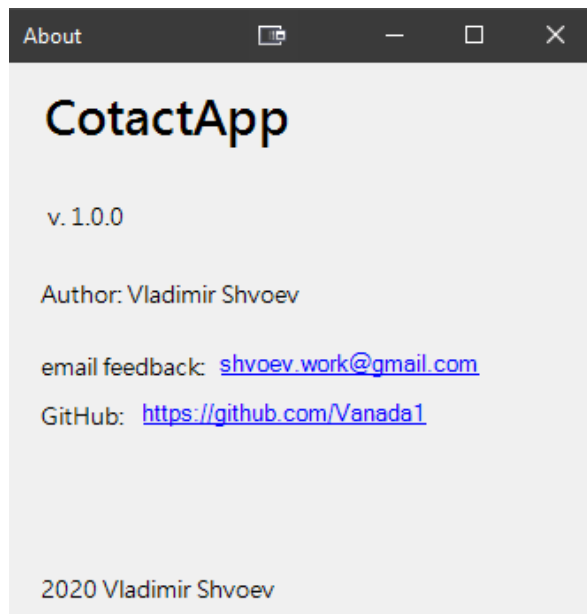 About
CotactApp
v. 1.0.0
Author: Vladimir Shvoev
email feedback: shvoev.work@gmail.com
GitHub: https://github.com/Vanada1
2020 Vladimir Shvoev